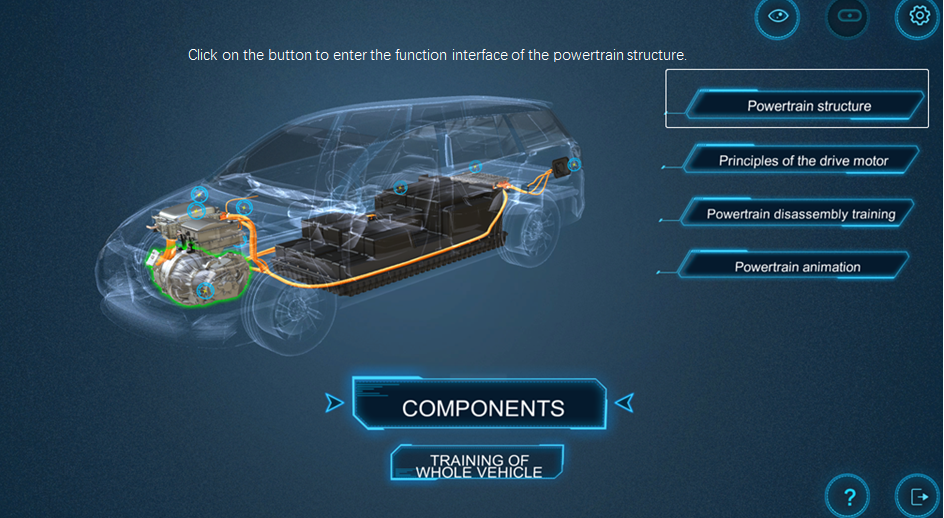 Click on the button to enter the function interface of the powertrain structure.
Powertrain structure
Principles of the drive motor
Powertrain disassembly training
Powertrain animation
COMPONENTS
TRAINING OF
WHOLE VEHICLE
?